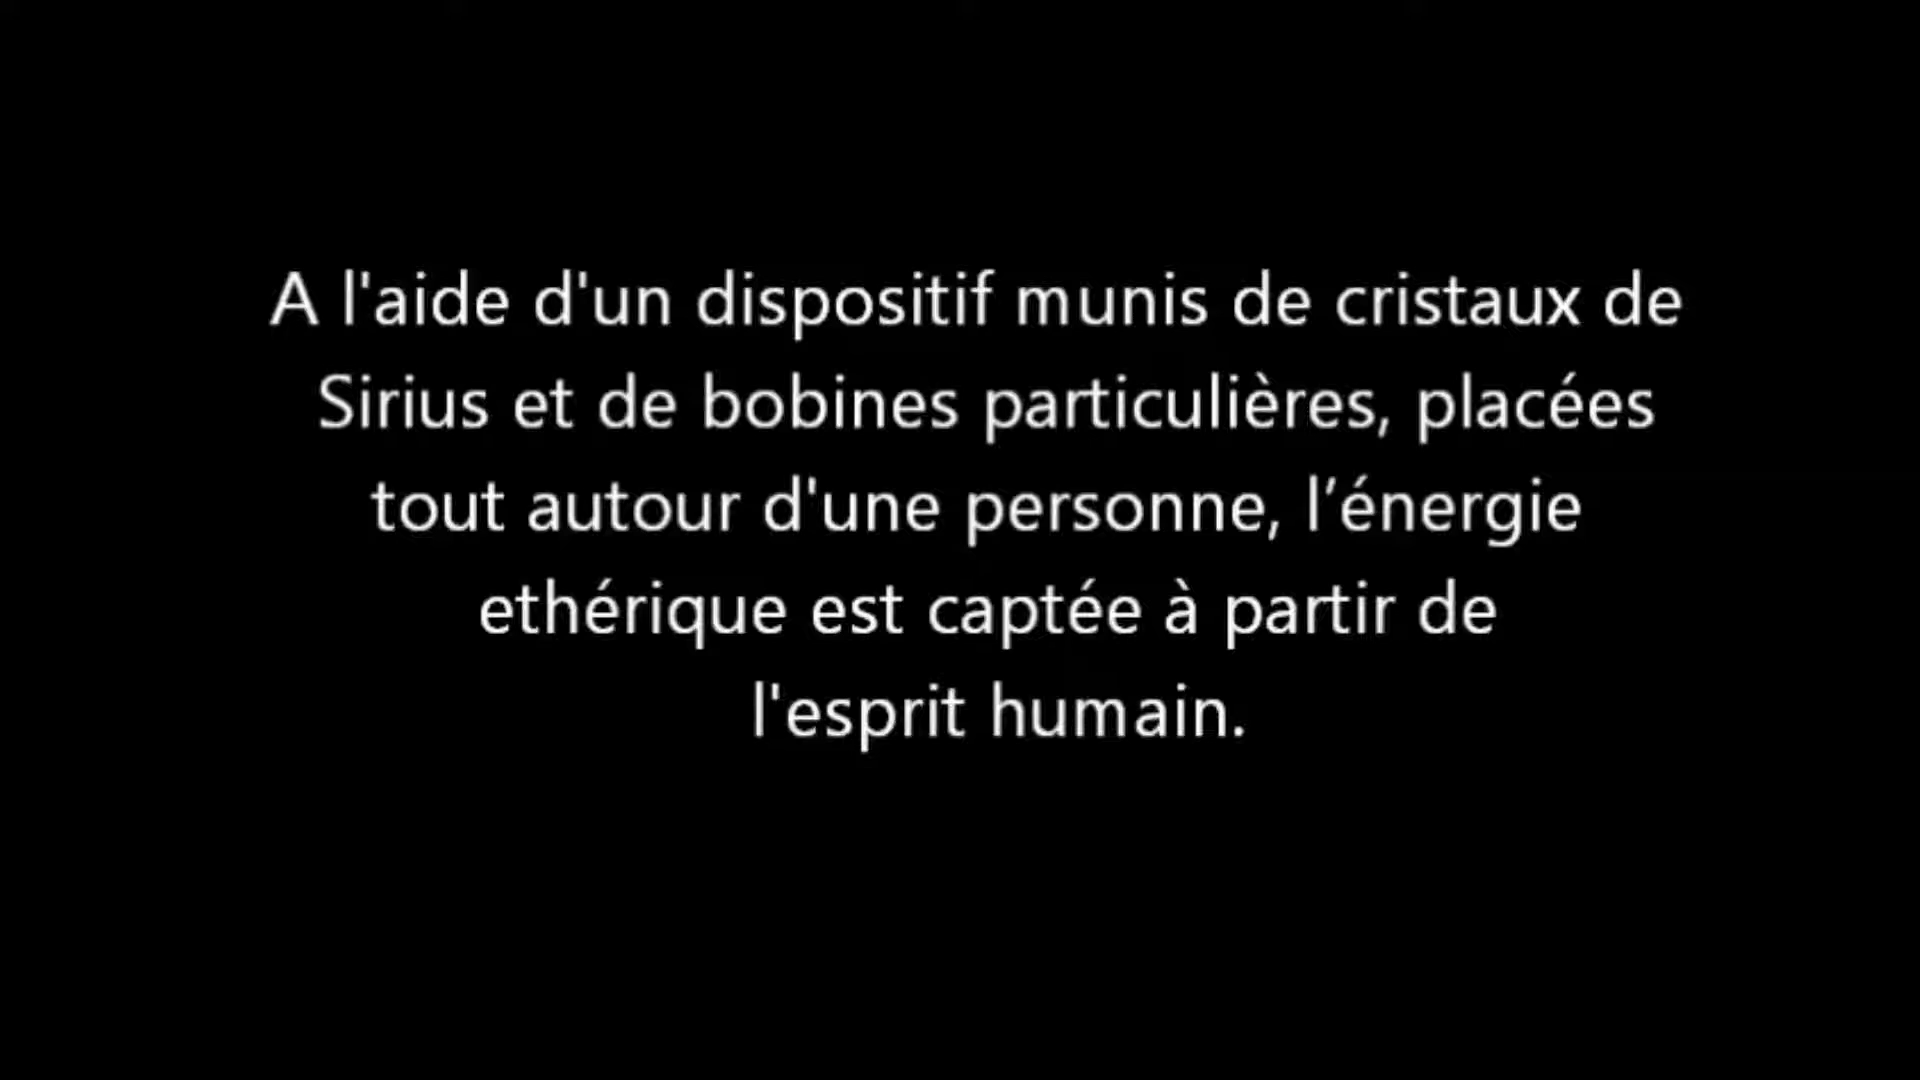 A l'aide d'un dispositif munis de cristaux de
Sirius et de bobines particulières, placées
tout autour d'une personne, l’énergie
ethérique est captée à partir de
l'esprit humain.